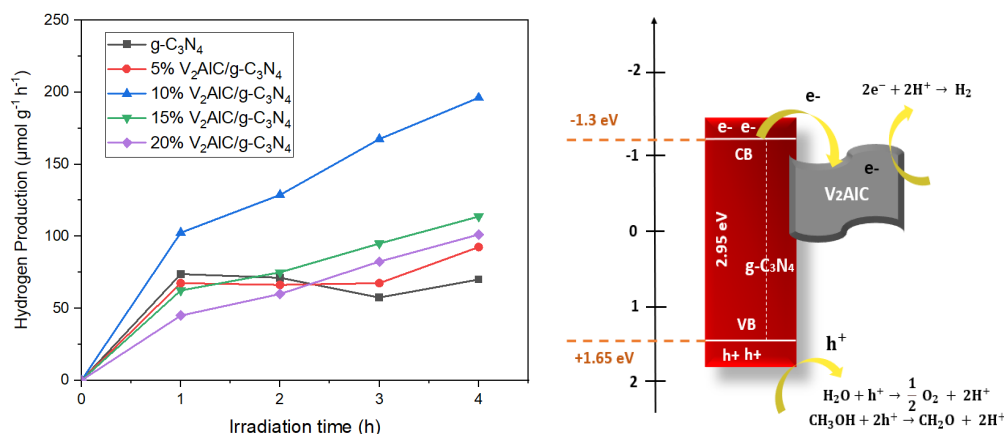 Hydrogen Production (µmol g⁻¹ h⁻¹)
250
200
150
100
50
0
g-C₃N₄
5% V₂AlC/g-C₃N₄
10% V₂AlC/g-C₃N₄
15% V₂AlC/g-C₃N₄
20% V₂AlC/g-C₃N₄
0 1 2 3 4
Irradiation time (h)
-2
-1
0
1
2
-1.3 eV
+1.65 eV
e- e-
CB
2.95 eV
g-C₃N₄
VB
h+ h+
e-
2e⁻ + 2H⁺ → H₂
e-
V₂AlC
h⁺
H₂O + h⁺ → 1/2 O₂ + 2H⁺
CH₃OH + 2h⁺ → CH₂O + 2H⁺